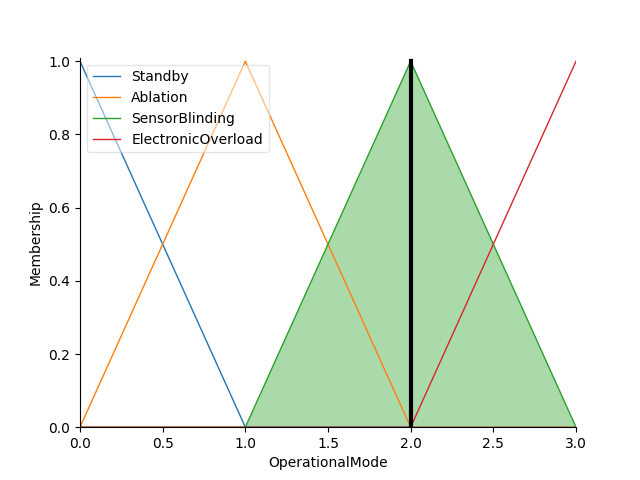 1.0
0.8
0.6
0.4
0.2
0.0
Membership
Standby
Ablation
SensorBlinding
ElectronicOverload
0.0 0.5 1.0 1.5 2.0 2.5 3.0
OperationalMode